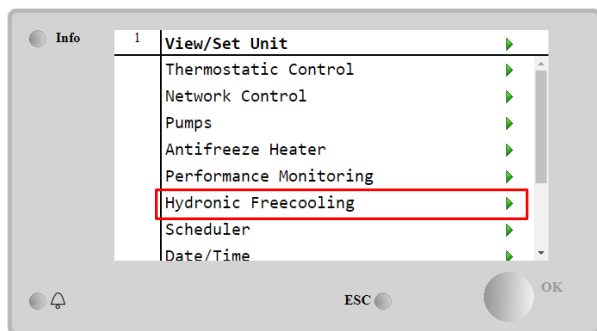 Info
1 View/Set Unit
Thermostatic Control
Network Control
Pumps
Antifreeze Heater
Performance Monitoring
Hydronic Freecooling
Scheduler
Date/Time
ESC
OK